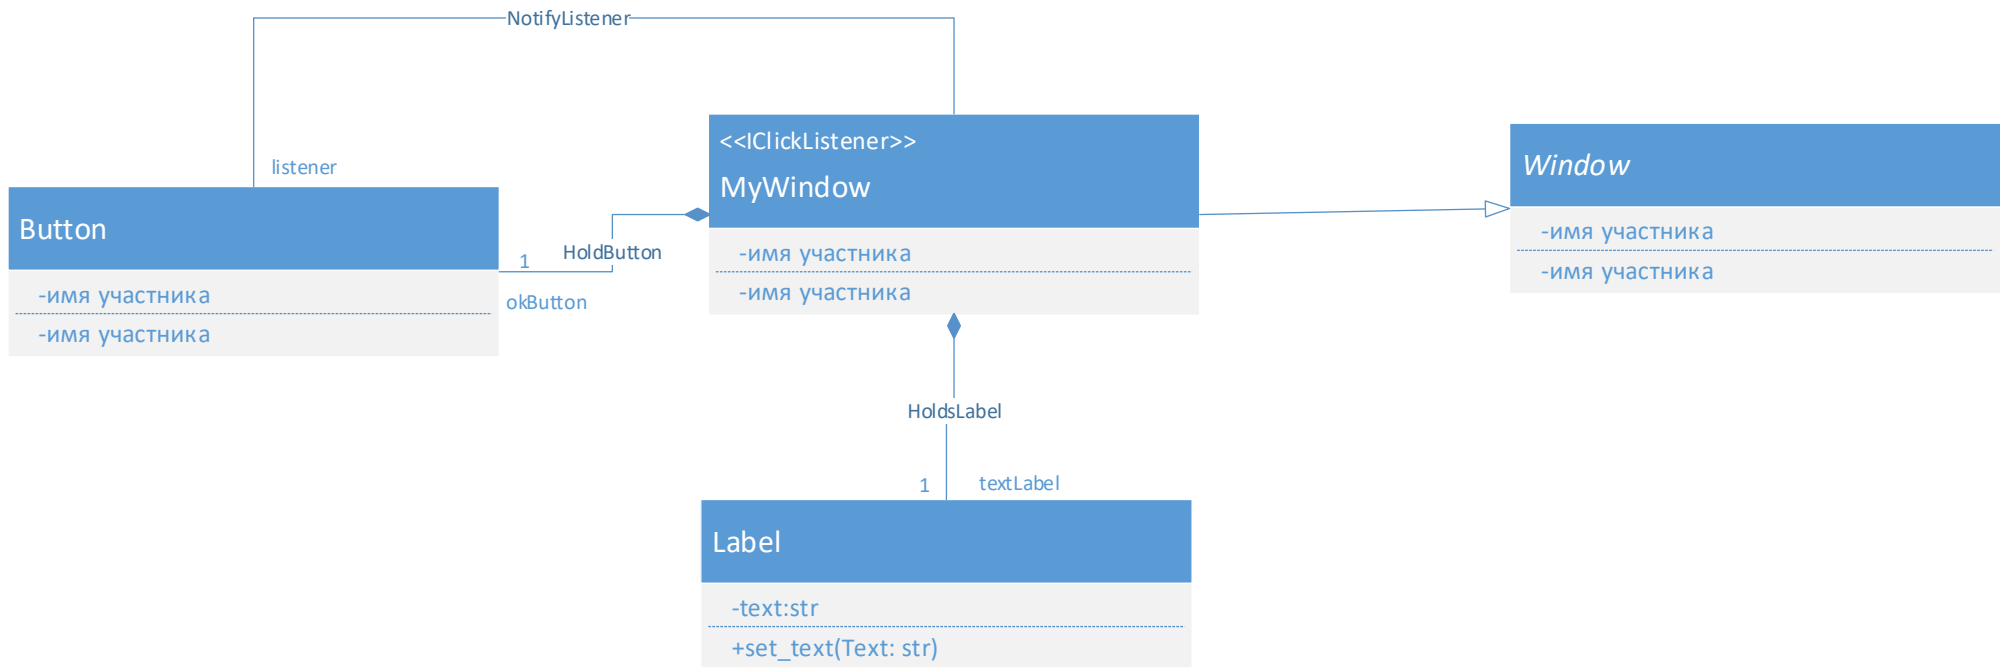 NotifyListener
listener
Button
-имя участника
-имя участника
1
HoldButton
okButton
<<IClickListener>>
MyWindow
-имя участника
-имя участника
Window
-имя участника
-имя участника
HoldsLabel
1
textLabel
Label
-text:str
+set_text(Text: str)